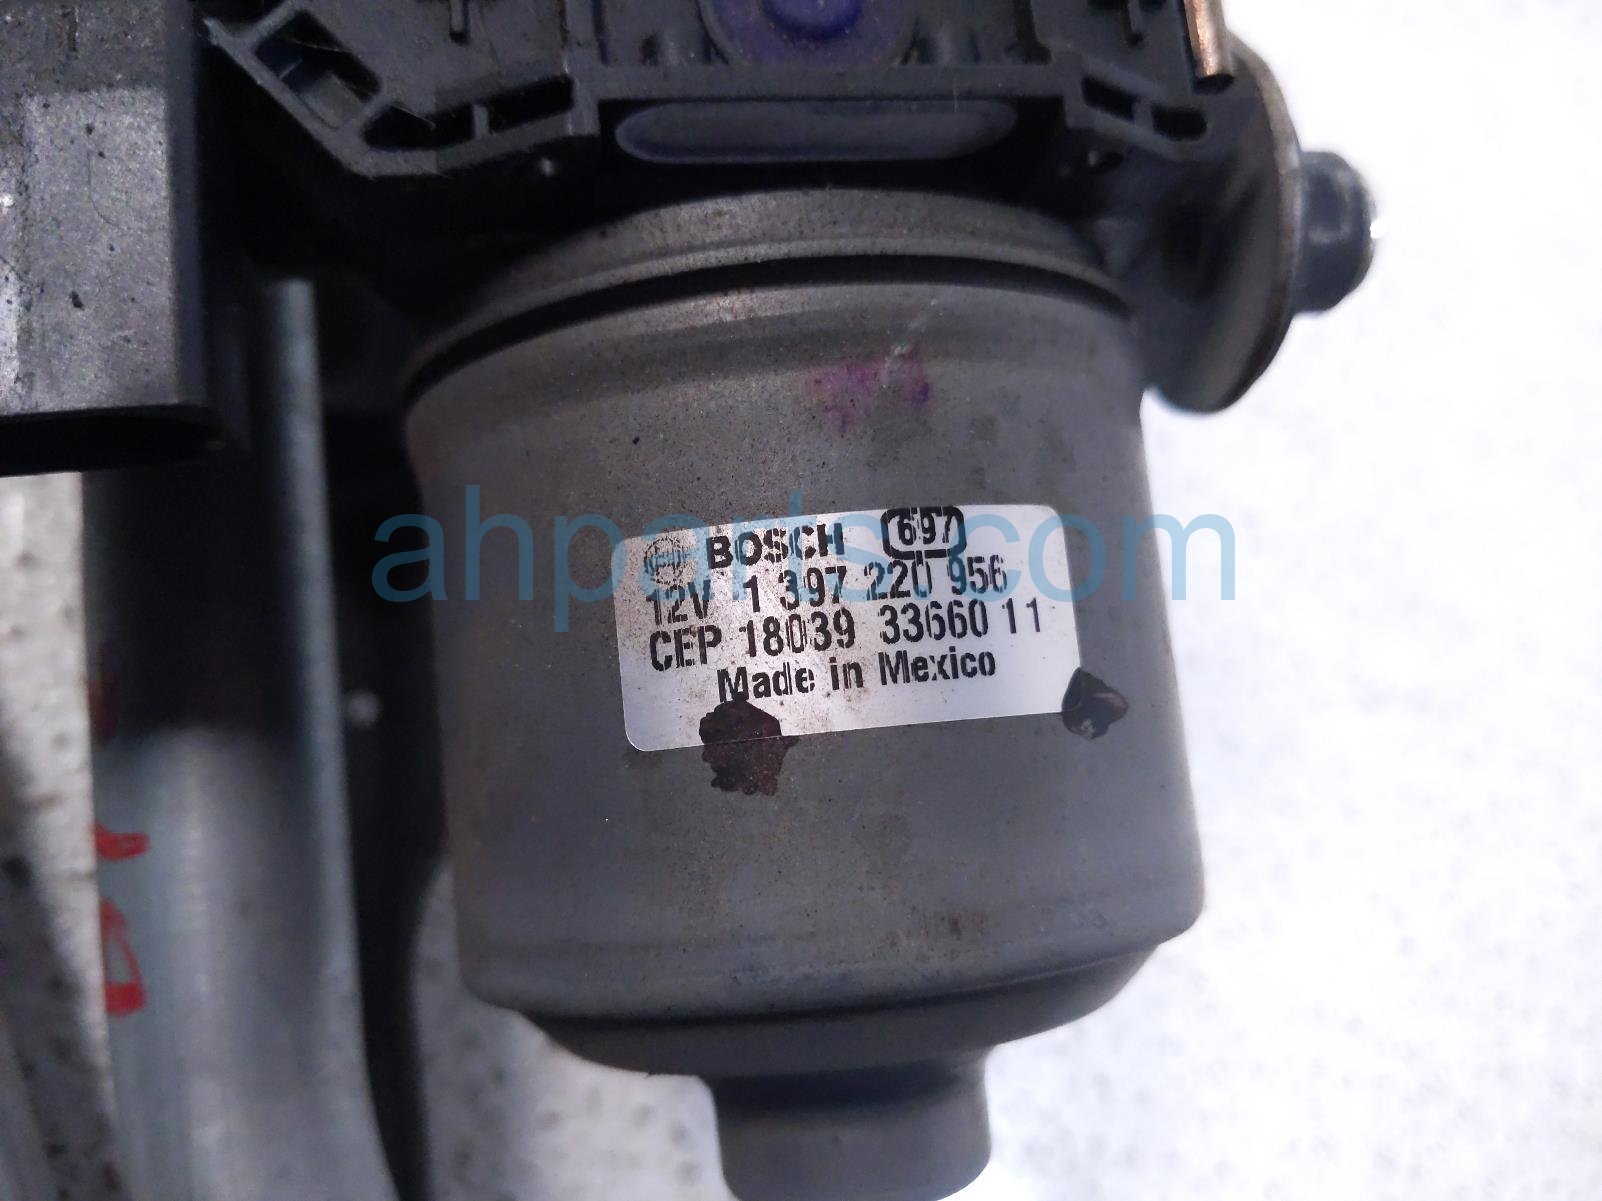 BOSCH 697
12V 1 397 220 956
CEP 18039 33660 11
Made in Mexico
ahparts.com